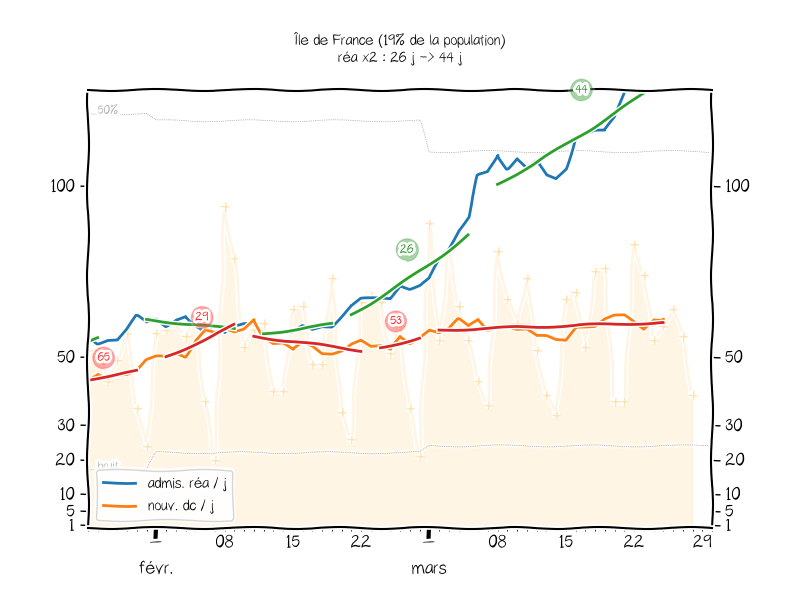 Île de France (19% de la population)
réa x2 : 26 j -> 44 j
50%
44
100
100
26
29
53
65
50
50
30
30
20
20
bruit
10
10
5
5
1
1
admis. réa / j
nouv. dc / j
1 08 15 22 1 08 15 22 29
févr. mars